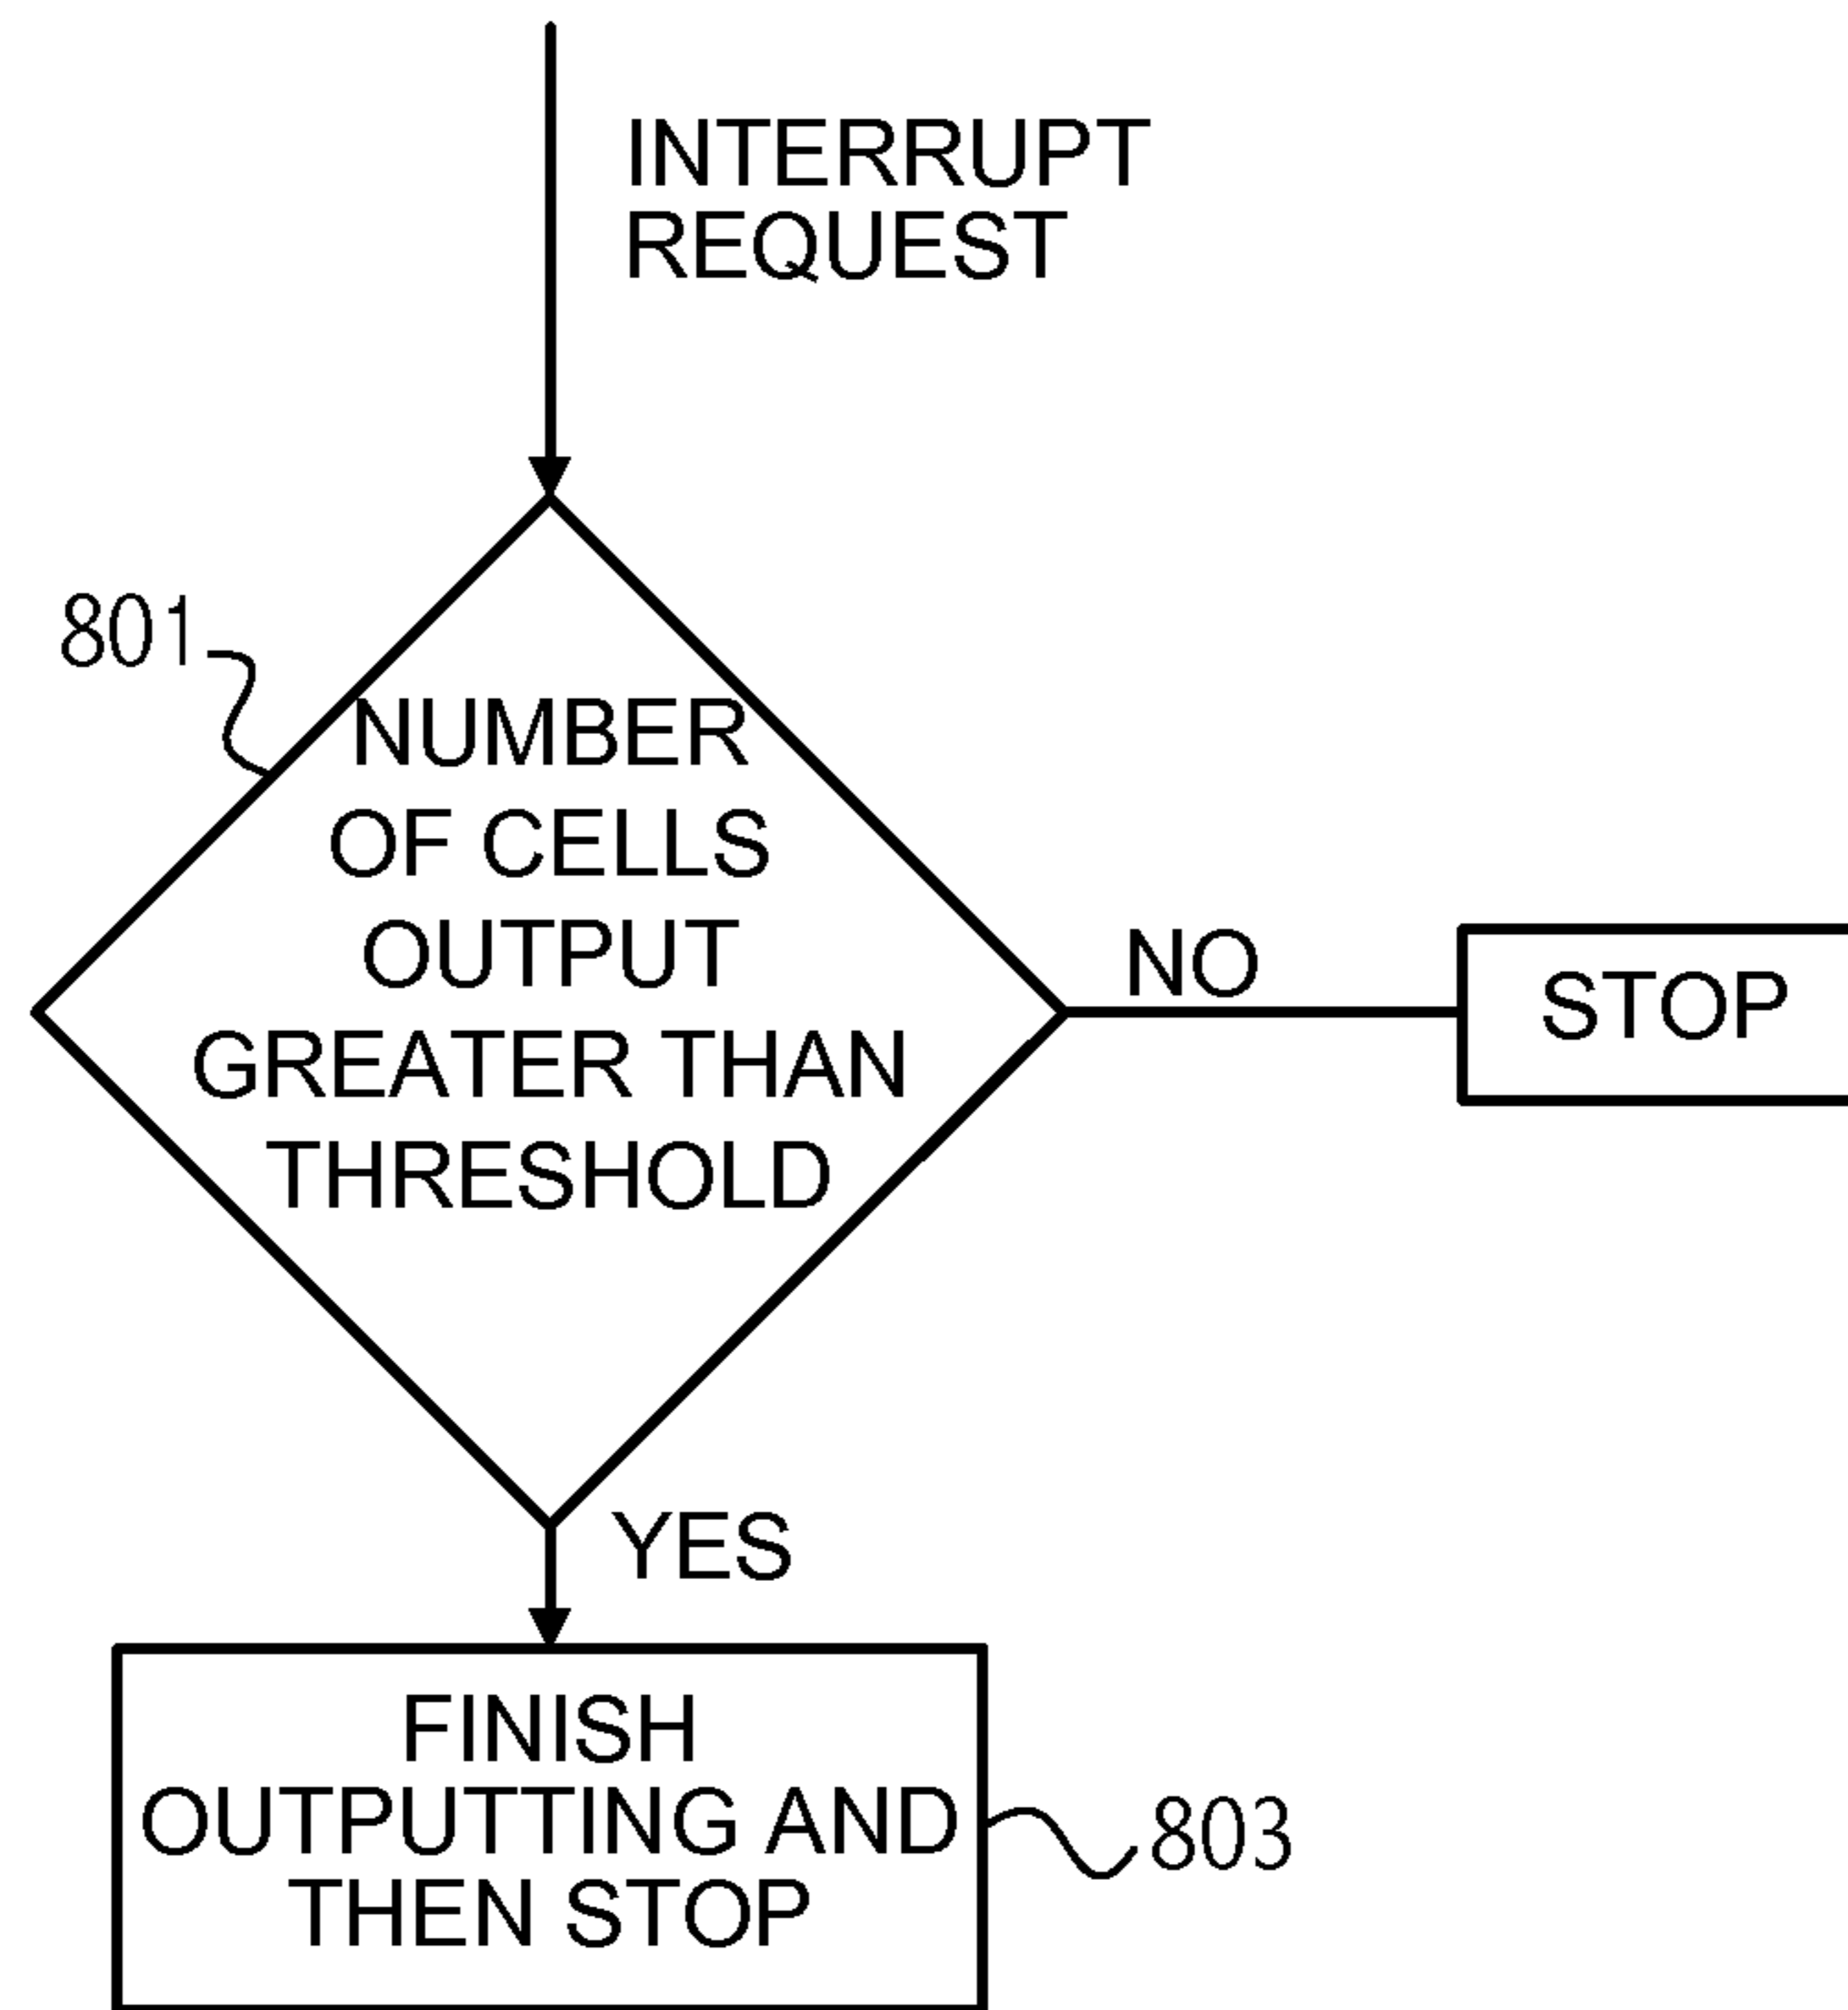 INTERRUPT
REQUEST
801
NUMBER
OF CELLS
OUTPUT
GREATER THAN
THRESHOLD
NO
STOP
YES
FINISH
OUTPUTTING AND
THEN STOP
803